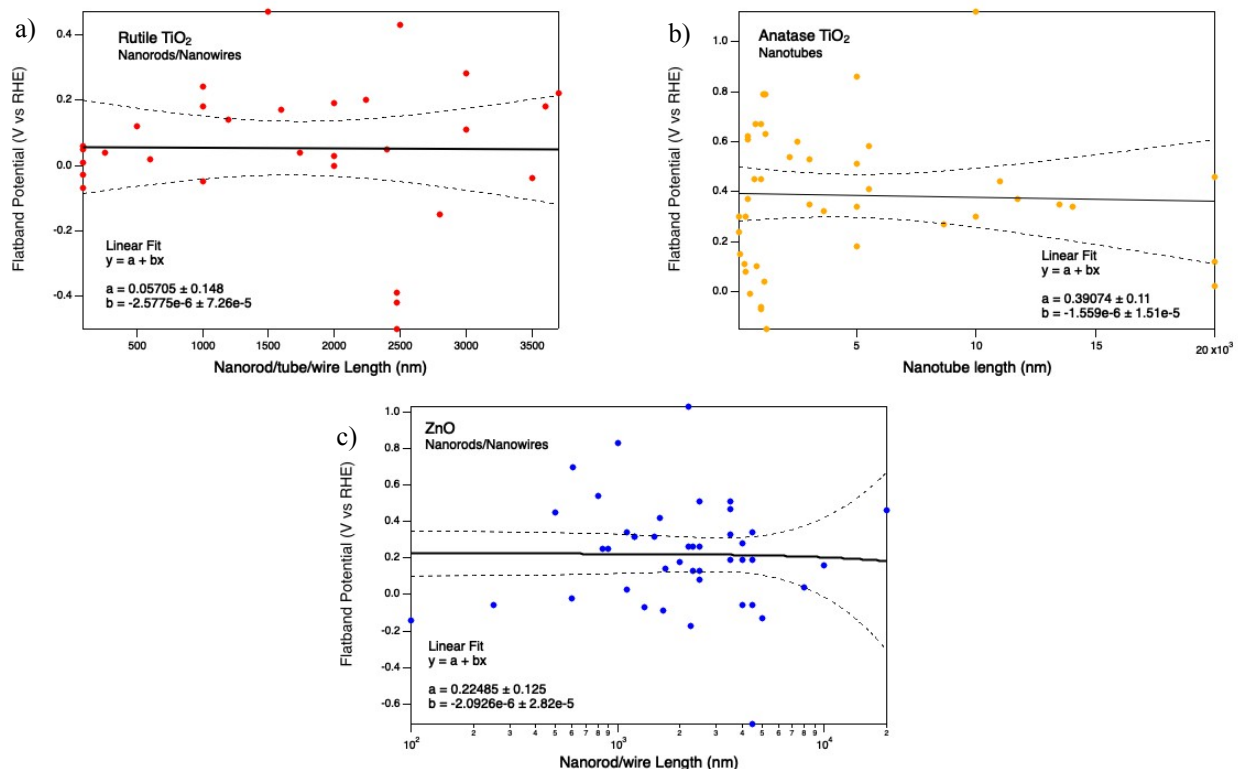 a)
Rutile TiO₂
Nanorods/Nanowires
Flatband Potential (V vs RHE)
0.4
0.2
0.0
-0.2
-0.4
Linear Fit
y = a + bx
a = 0.05705 ± 0.148
b = -2.5775e-6 ± 7.26e-5
500 1000 1500 2000 2500 3000 3500
Nanorod/tube/wire Length (nm)
b)
Anatase TiO₂
Nanotubes
Flatband Potential (V vs RHE)
1.0
0.8
0.6
0.4
0.2
0.0
Linear Fit
y = a + bx
a = 0.39074 ± 0.11
b = -1.559e-6 ± 1.51e-5
5 10 15 20 x10³
Nanotube length (nm)
c)
ZnO
Nanorods/Nanowires
Flatband Potential (V vs RHE)
1.0
0.8
0.6
0.4
0.2
0.0
-0.2
-0.4
-0.6
Linear Fit
y = a + bx
a = 0.22485 ± 0.125
b = -2.0926e-6 ± 2.82e-5
10² 2 3 4 5 6 7 8 9 10³ 2 3 4 5 6 7 8 9 10⁴ 2
Nanorod/wire Length (nm)